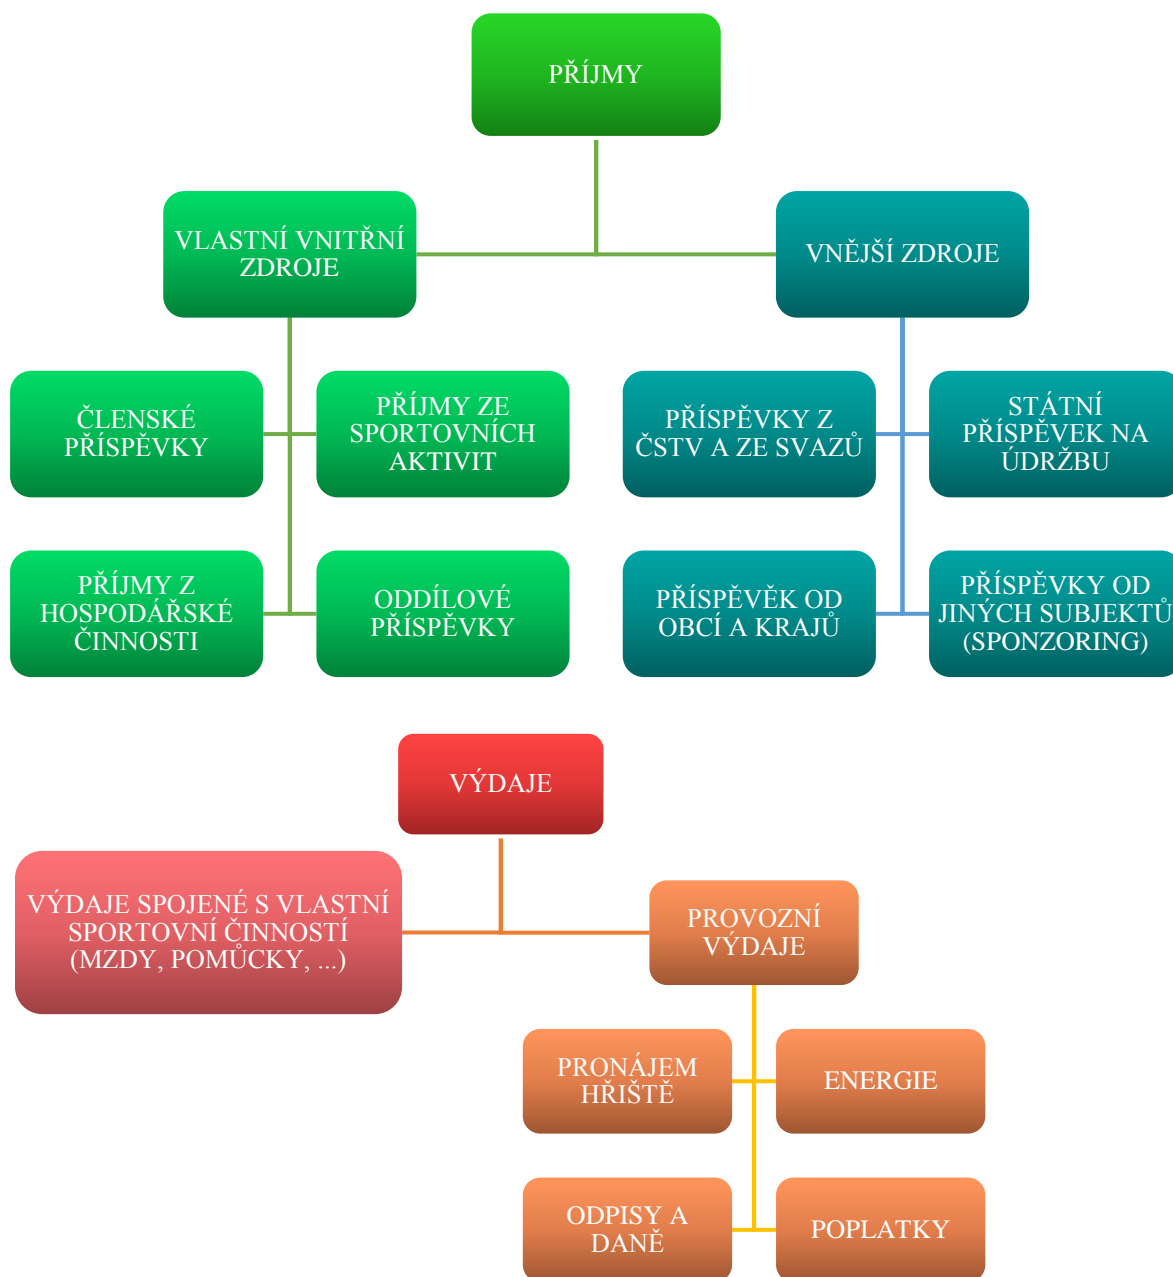 PŘÍJMY
VLASTNÍ VNITŘNÍ
ZDROJE
VNĚJŠÍ ZDROJE
ČLENSKÉ
PŘÍSPĚVKY
PŘÍJMY ZE
SPORTOVNÍCH
AKTIVIT
PŘÍSPĚVKY Z
ČSTV A ZE SVAZŮ
STÁTNÍ
PŘÍSPĚVEK NA
ÚDRŽBU
PŘÍJMY Z
HOSPODÁŘSKÉ
ČINNOSTI
ODDÍLOVÉ
PŘÍSPĚVKY
PŘÍSPĚVĚK OD
OBCÍ A KRAJŮ
PŘÍSPĚVKY OD
JINÝCH SUBJEKTŮ
(SPONZORING)
VÝDAJE
VÝDAJE SPOJENÉ S VLASTNÍ
SPORTOVNÍ ČINNOSTÍ
(MZDY, POMŮCKY, ...)
PROVOZNÍ
VÝDAJE
PRONÁJEM
HŘIŠTĚ
ENERGIE
ODPISY A
DANĚ
POPLATKY